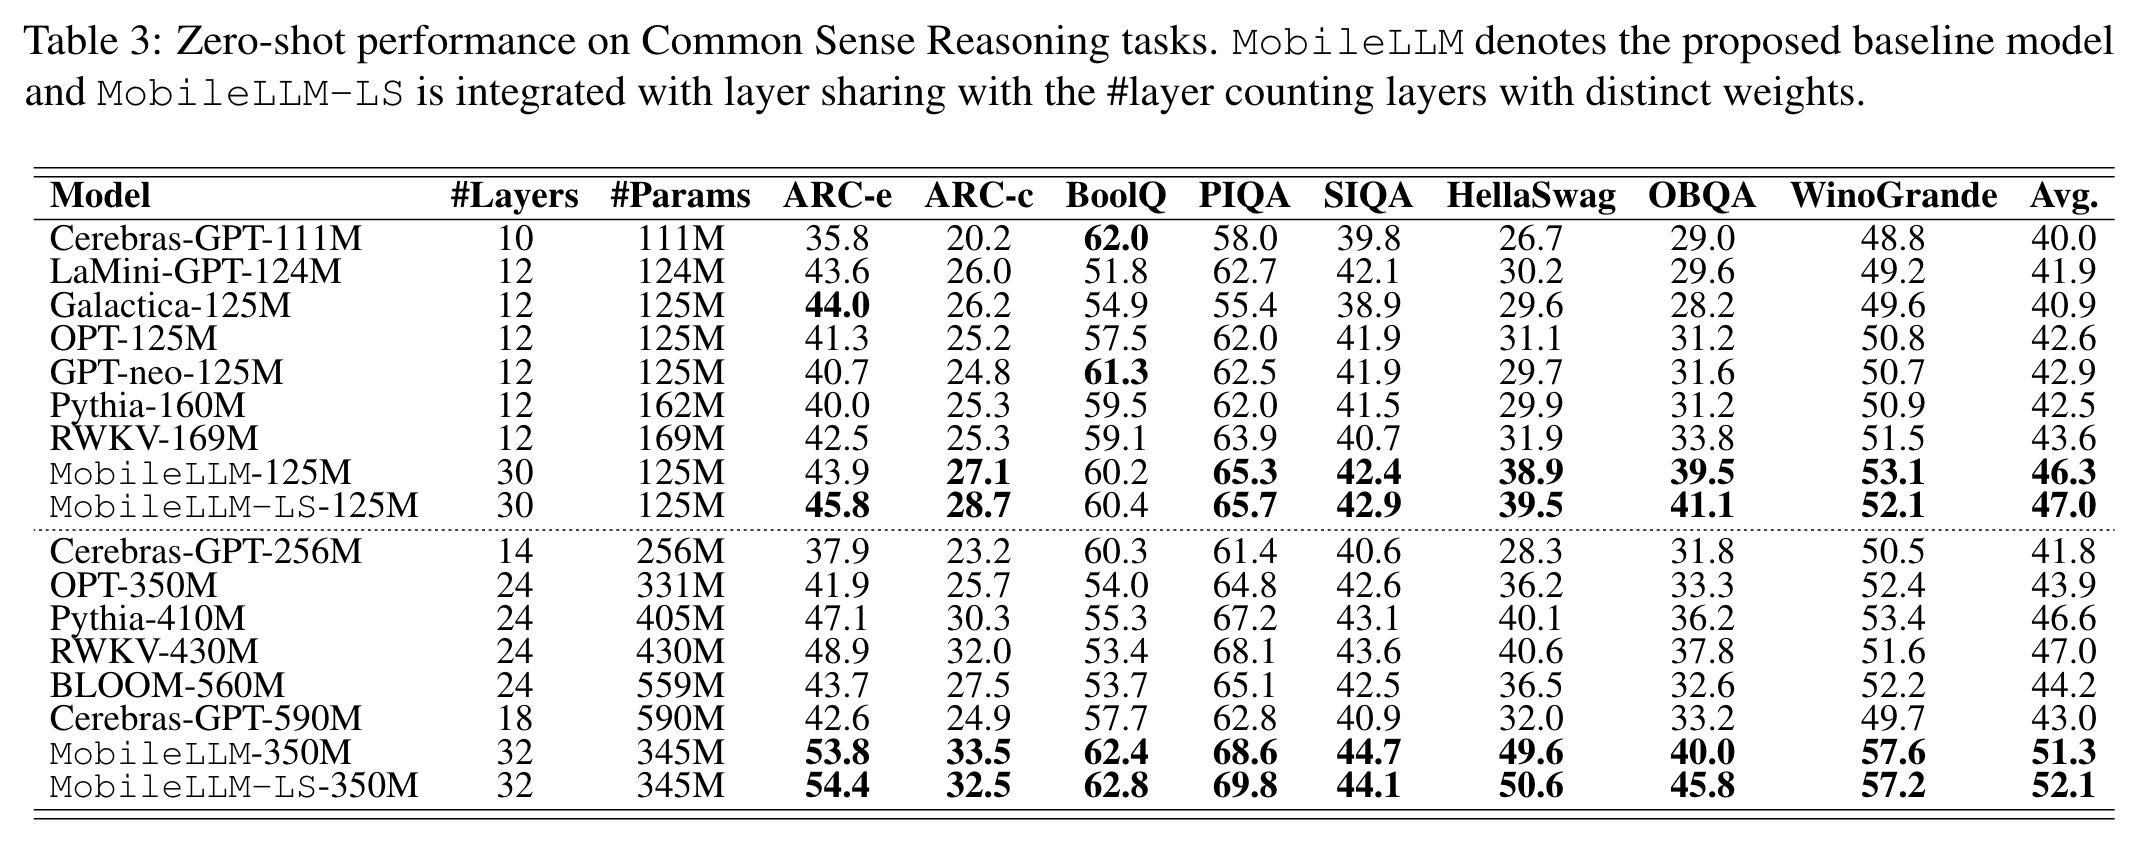 Table 3: Zero-shot performance on Common Sense Reasoning tasks. MobileLLM denotes the proposed baseline model
and MobileLLM-LS is integrated with layer sharing with the #layer counting layers with distinct weights.
Model #Layers #Params ARC-e ARC-c BoolQ PIQA SIQA HellaSwag OBQA WinoGrande Avg.
Cerebras-GPT-111M 10 111M 35.8 20.2 62.0 58.0 39.8 26.7 29.0 48.8 40.0
LaMini-GPT-124M 12 124M 43.6 26.0 51.8 62.7 42.1 30.2 29.6 49.2 41.9
Galactica-125M 12 125M 44.0 26.2 54.9 55.4 38.9 29.6 28.2 49.6 40.9
OPT-125M 12 125M 41.3 25.2 57.5 62.0 41.9 31.1 31.2 50.8 42.6
GPT-neo-125M 12 125M 40.7 24.8 61.3 62.5 41.9 29.7 31.6 50.7 42.9
Pythia-160M 12 162M 40.0 25.3 59.5 62.0 41.5 29.9 31.2 50.9 42.5
RWKV-169M 12 169M 42.5 25.3 59.1 63.9 40.7 31.9 33.8 51.5 43.6
MobileLLM-125M 30 125M 43.9 27.1 60.2 65.3 42.4 38.9 39.5 53.1 46.3
MobileLLM-LS-125M 30 125M 45.8 28.7 60.4 65.7 42.9 39.5 41.1 52.1 47.0
Cerebras-GPT-256M 14 256M 37.9 23.2 60.3 61.4 40.6 28.3 31.8 50.5 41.8
OPT-350M 24 331M 41.9 25.7 54.0 64.8 42.6 36.2 33.3 52.4 43.9
Pythia-410M 24 405M 47.1 30.3 55.3 67.2 43.1 40.1 36.2 53.4 46.6
RWKV-430M 24 430M 48.9 32.0 53.4 68.1 43.6 40.6 37.8 51.6 47.0
BLOOM-560M 24 559M 43.7 27.5 53.7 65.1 42.5 36.5 32.6 52.2 44.2
Cerebras-GPT-590M 18 590M 42.6 24.9 57.7 62.8 40.9 32.0 33.2 49.7 43.0
MobileLLM-350M 32 345M 53.8 33.5 62.4 68.6 44.7 49.6 40.0 57.6 51.3
MobileLLM-LS-350M 32 345M 54.4 32.5 62.8 69.8 44.1 50.6 45.8 57.2 52.1